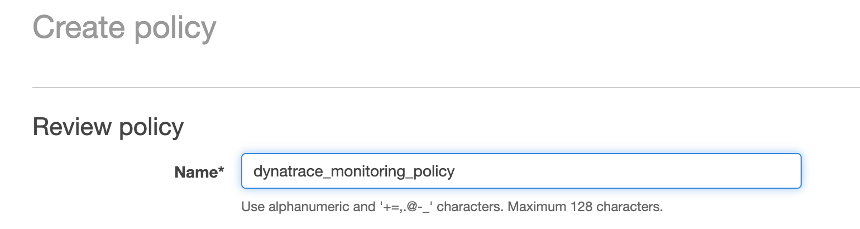 Create policy
Review policy
Name* dynatrace_monitoring_policy
Use alphanumeric and '+=,.@-_' characters. Maximum 128 characters.